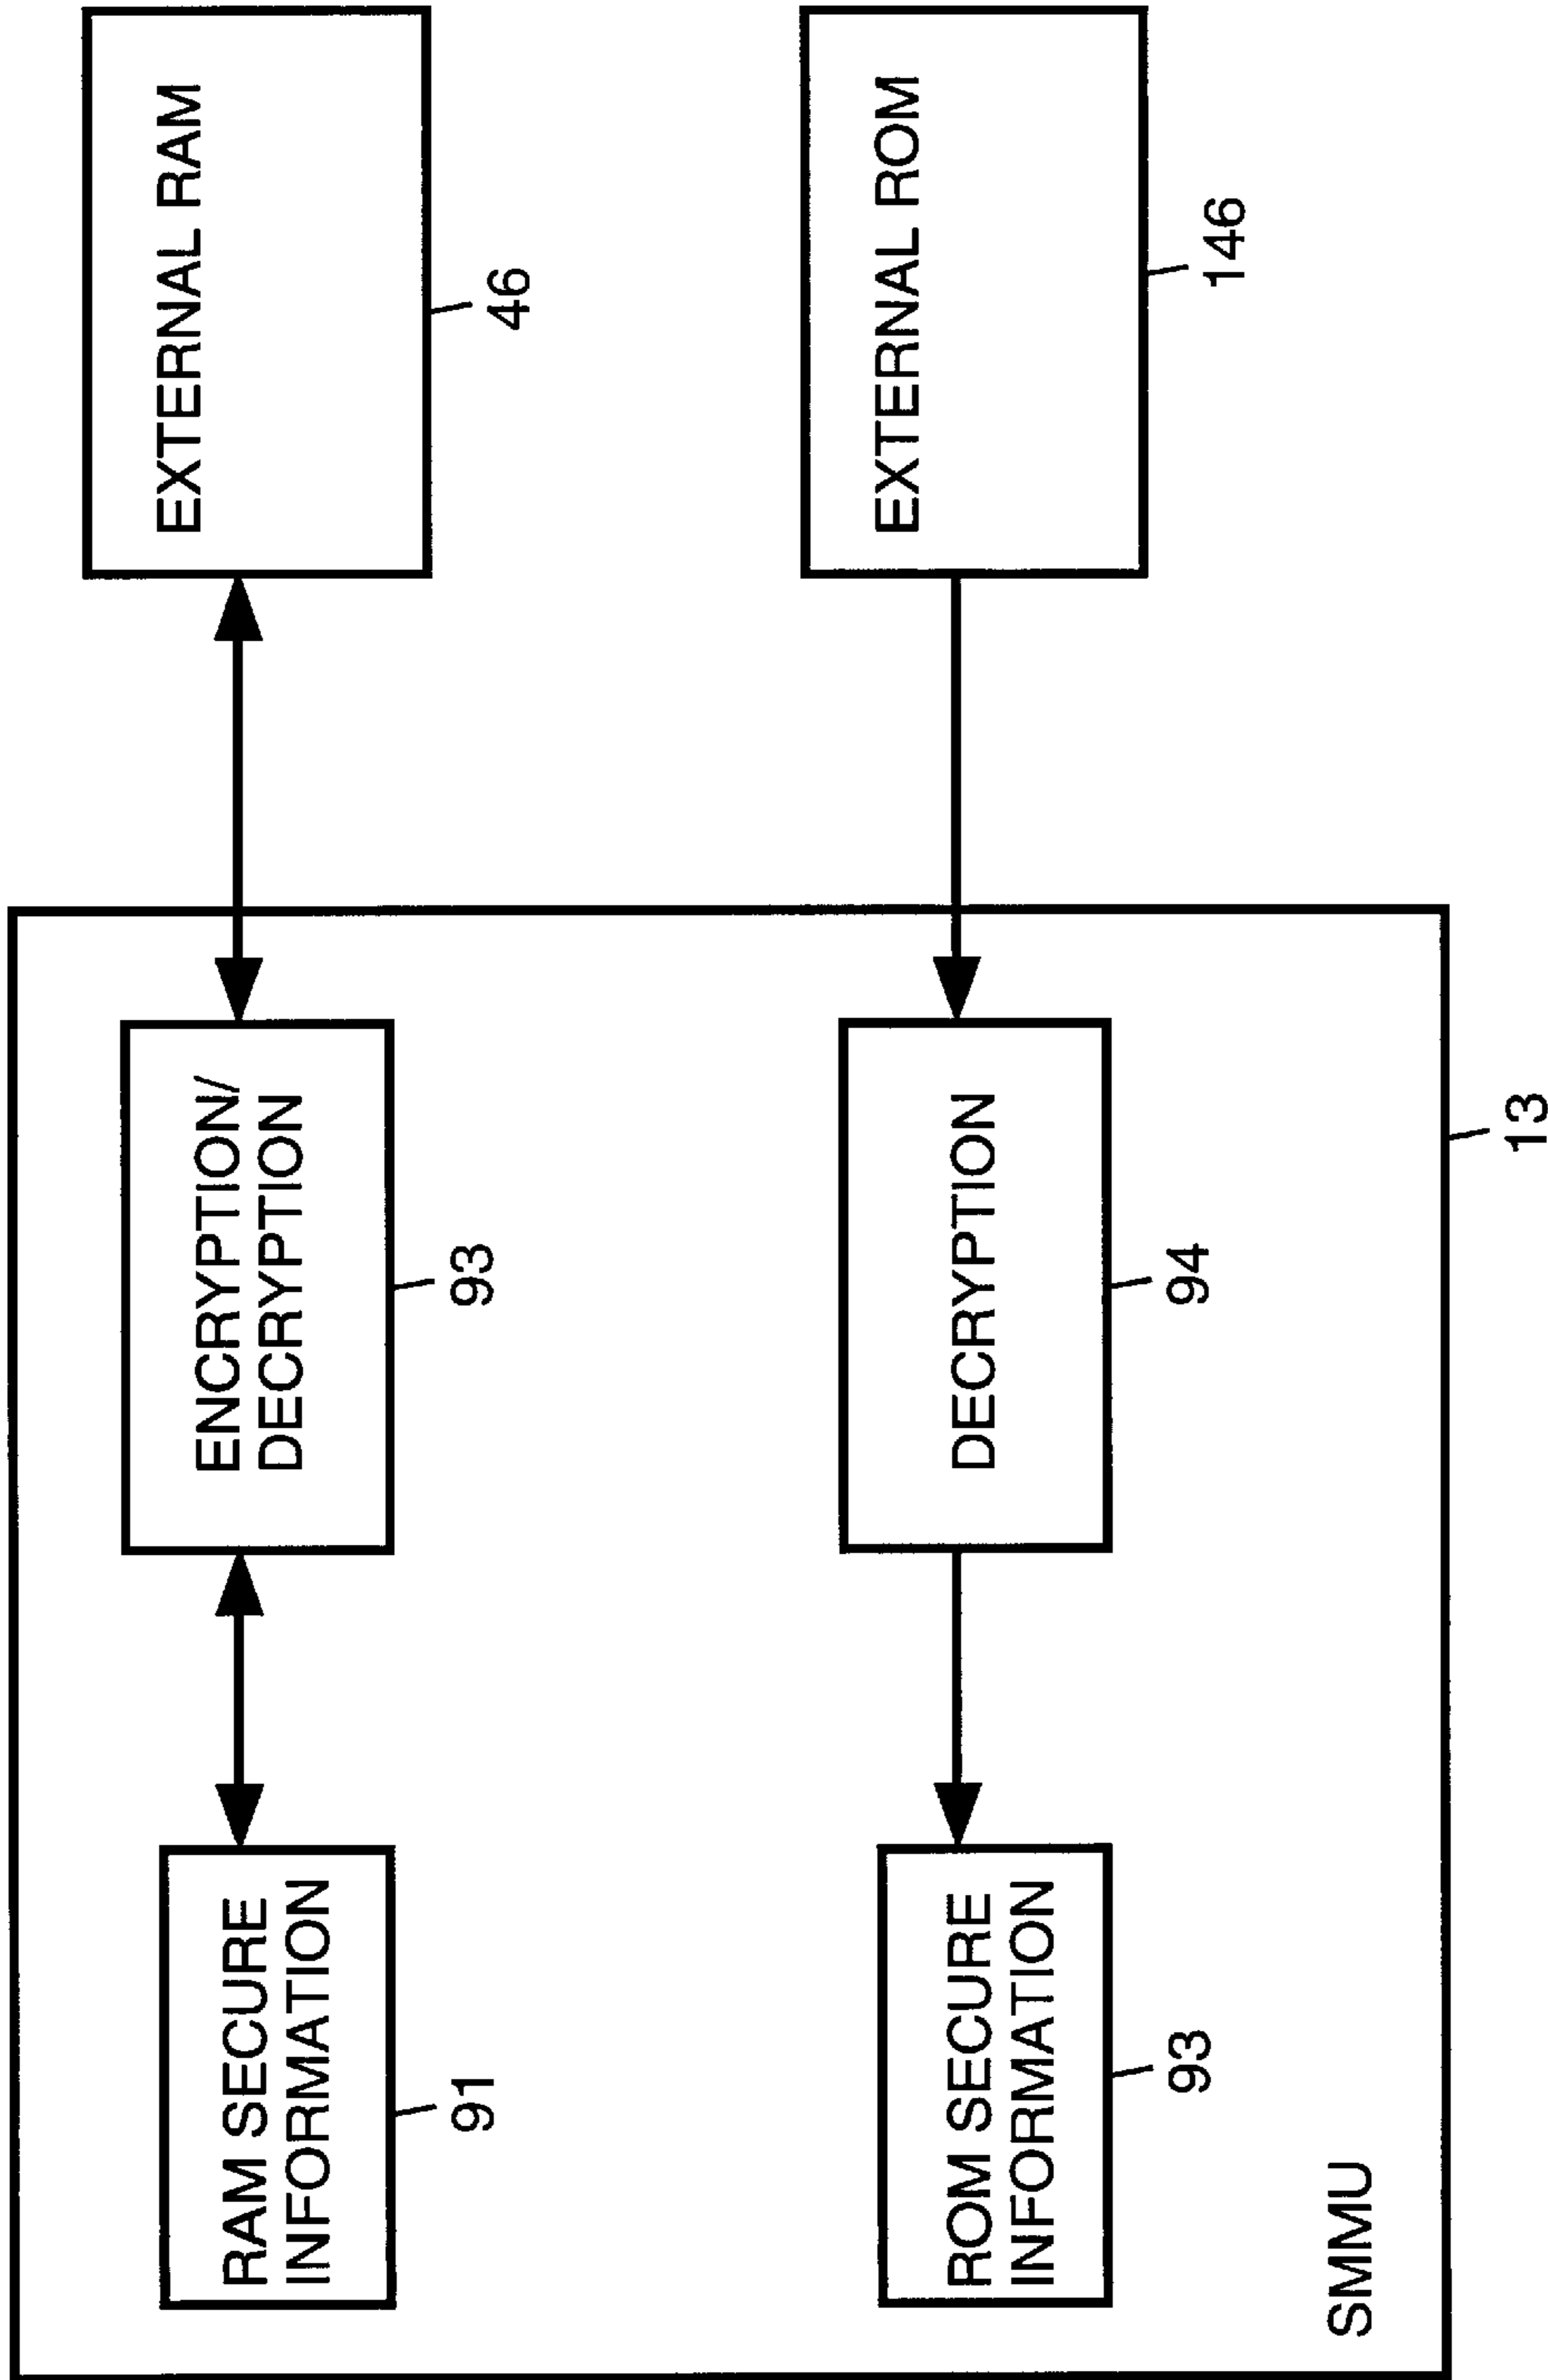 RAM SECURE
INFORMATION
91
ENCRYPTION/
DECRYPTION
93
EXTERNAL RAM
46
ROM SECURE
INFORMATION
93
DECRYPTION
94
EXTERNAL ROM
146
SMMU
13